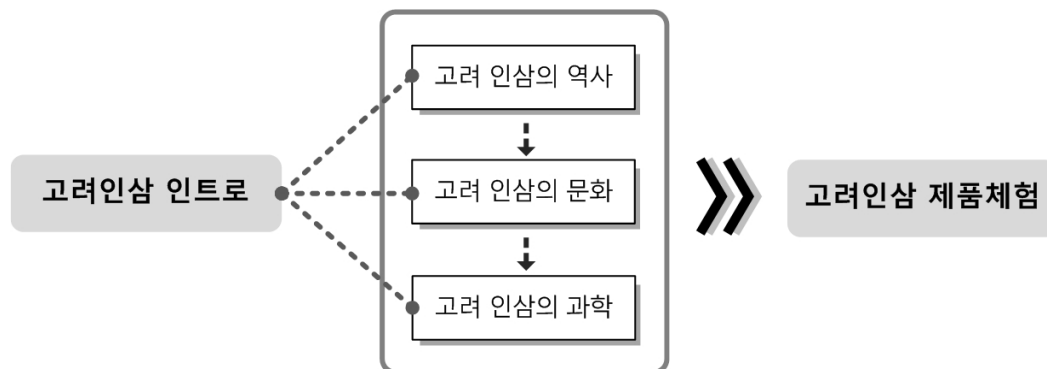 고려인삼 인트로
고려 인삼의 역사
고려 인삼의 문화
고려 인삼의 과학
고려인삼 제품체험